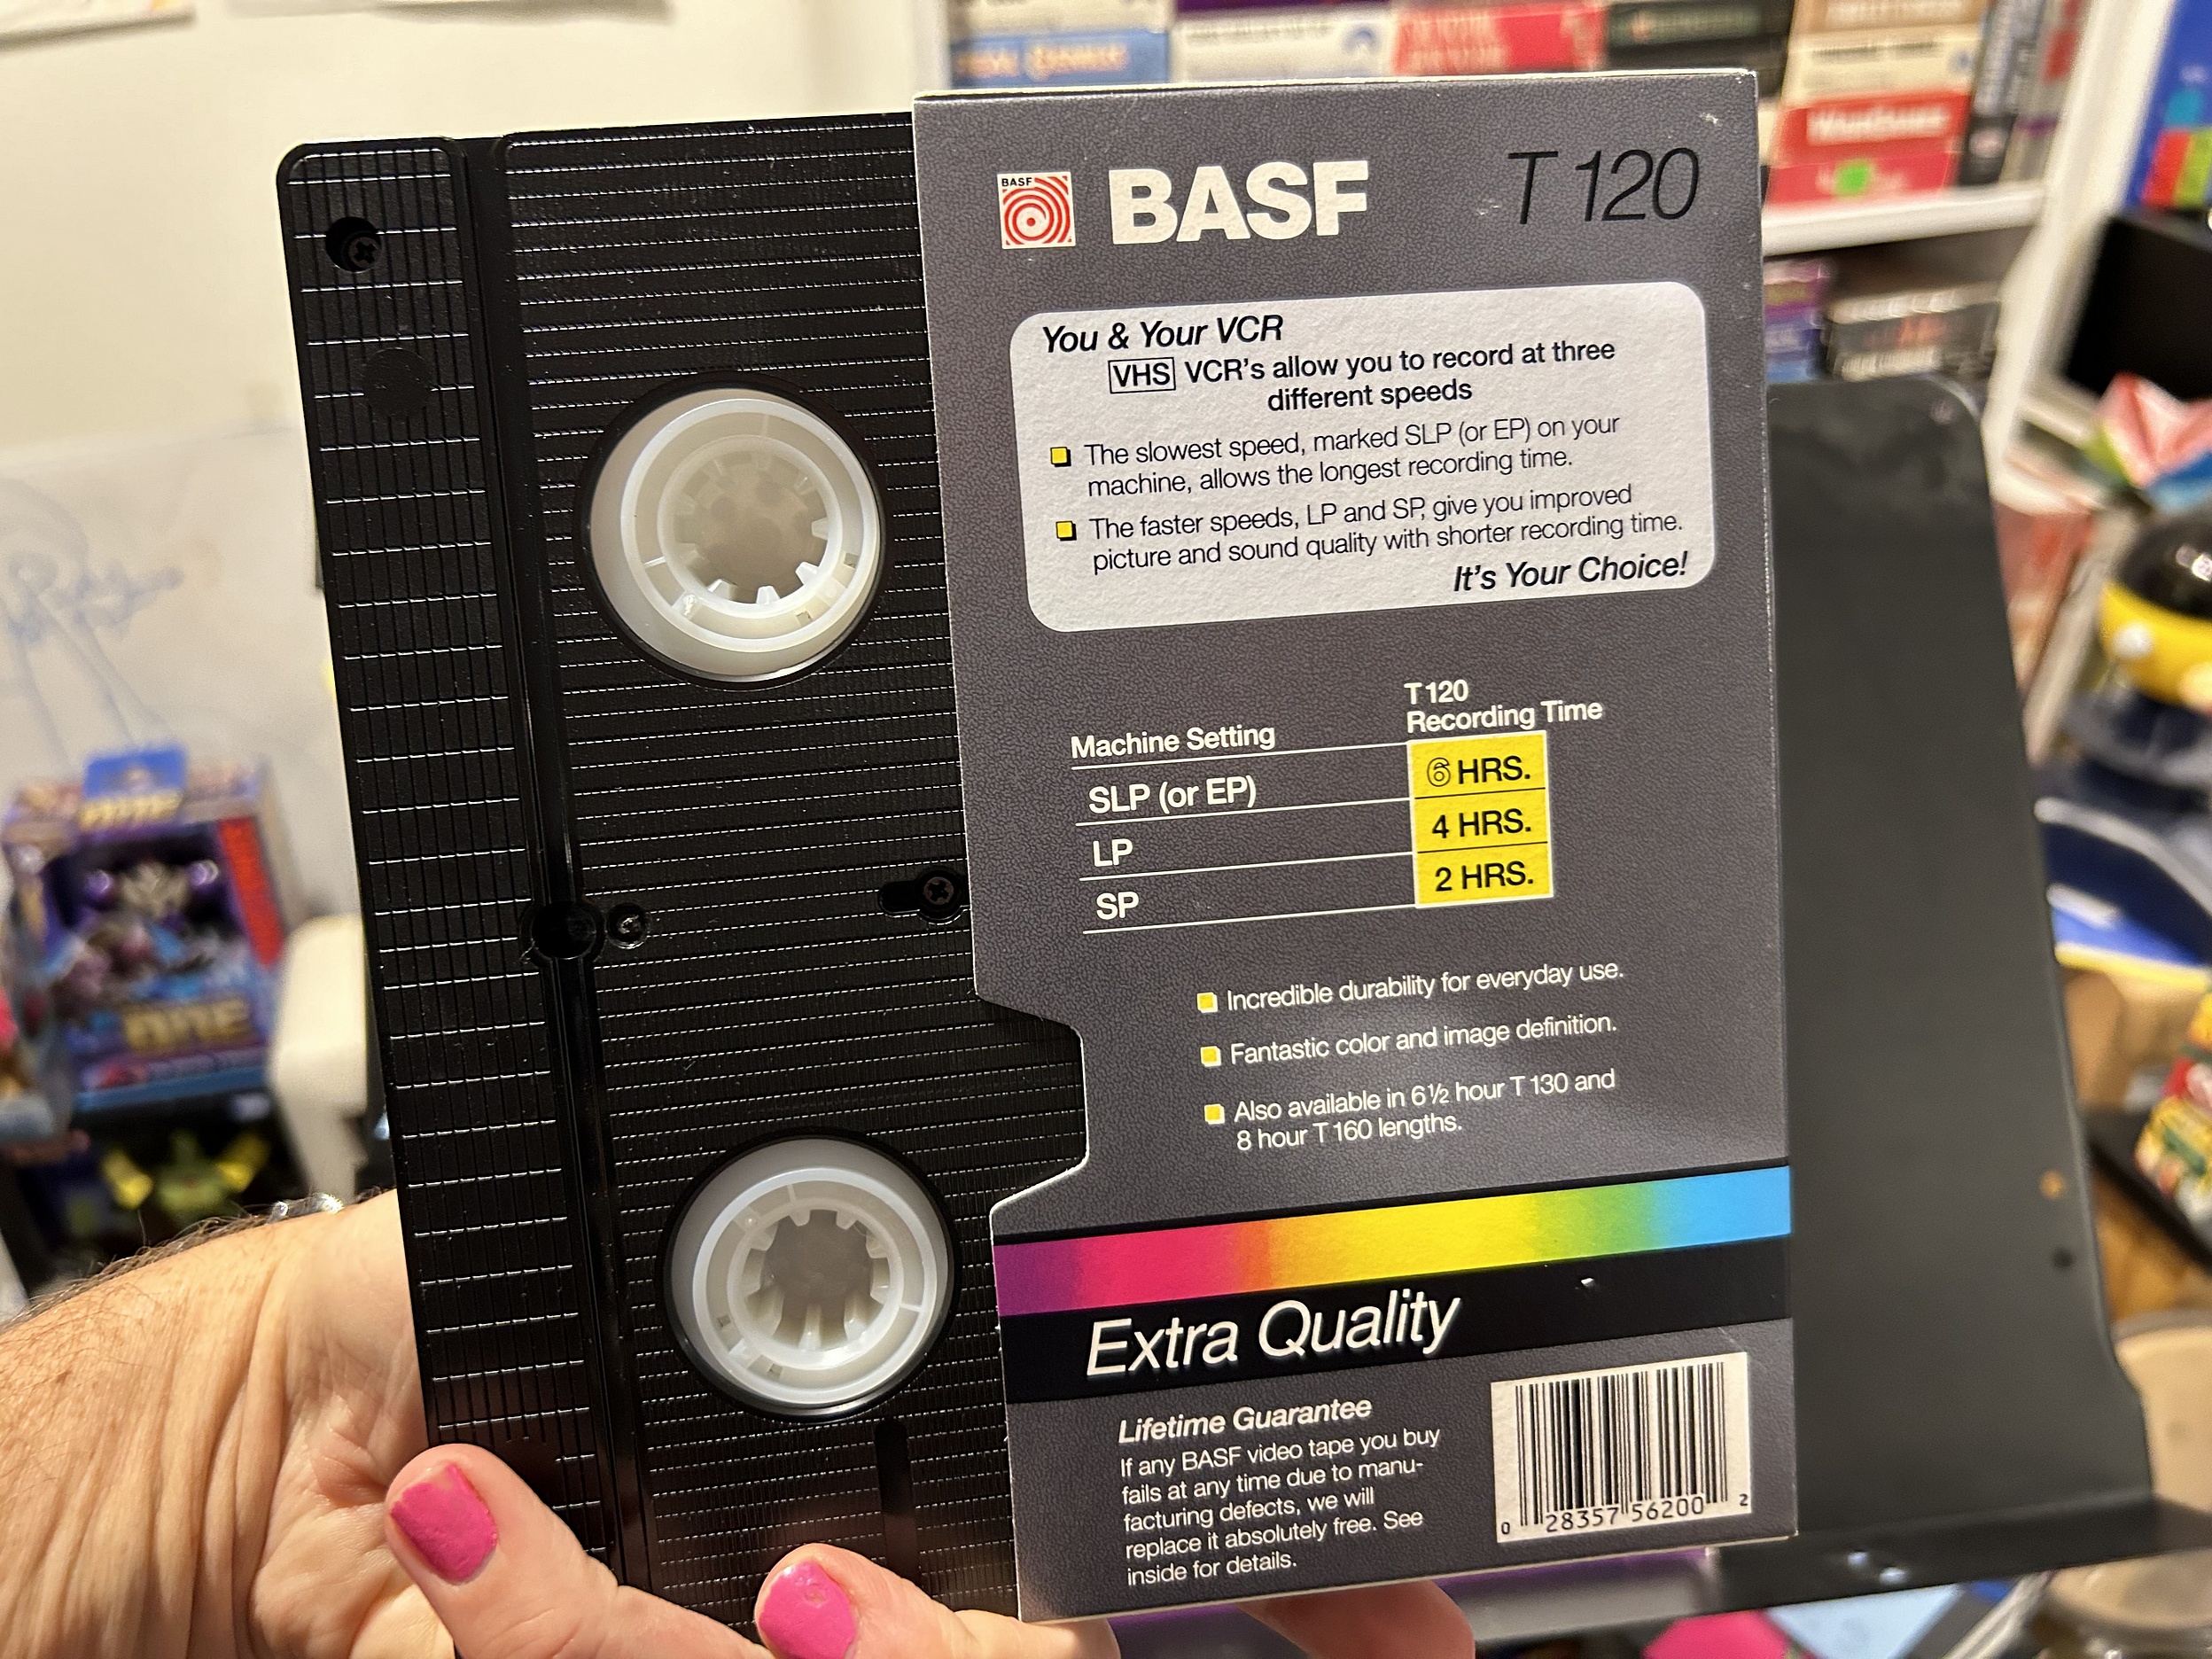 BASF
BASF
T 120
You & Your VCR
VHS VCR's allow you to record at three
different speeds
The slowest speed, marked SLP (or EP) on your
machine, allows the longest recording time.
The faster speeds, LP and SP, give you improved
picture and sound quality with shorter recording time.
It's Your Choice!
T120
Machine Setting Recording Time
SLP (or EP) 6 HRS.
LP 4 HRS.
SP 2 HRS.
Incredible durability for everyday use.
Fantastic color and image definition.
Also available in 6½ hour T130 and
8 hour T160 lengths.
Extra Quality
Lifetime Guarantee
If any BASF video tape you buy
fails at any time due to manu-
facturing defects, we will
replace it absolutely free. See
inside for details.
0 28357 56200 2
ONE